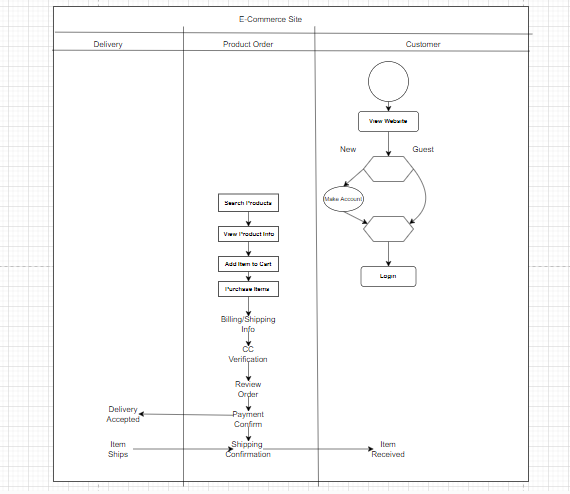 E-Commerce Site
Delivery
Product Order
Customer
View Website
New
Guest
Make Account
Search Products
View Product Info
Add Item to Cart
Login
Purchase Items
Billing/Shipping
Info
CC
Verification
Review
Order
Delivery
Accepted
Payment
Confirm
Item
Ships
Shipping
Confirmation
Item
Received